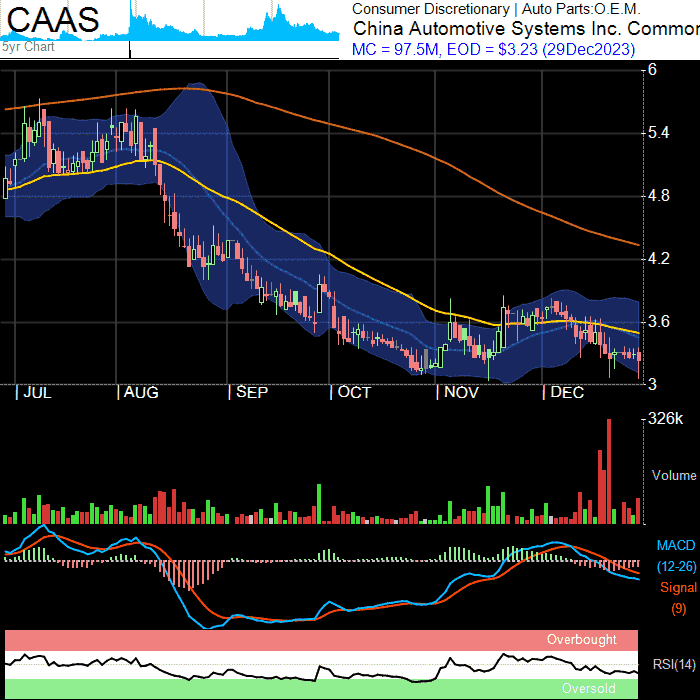 CAAS
5yr Chart
Consumer Discretionary | Auto Parts:O.E.M.
China Automotive Systems Inc. Common
MC = 97.5M, EOD = $3.23 (29Dec2023)
6
5.4
4.8
4.2
3.6
3
JUL AUG SEP OCT NOV DEC
326k
Volume
MACD
(12-26)
Signal
(9)
Overbought
RSI(14)
Oversold